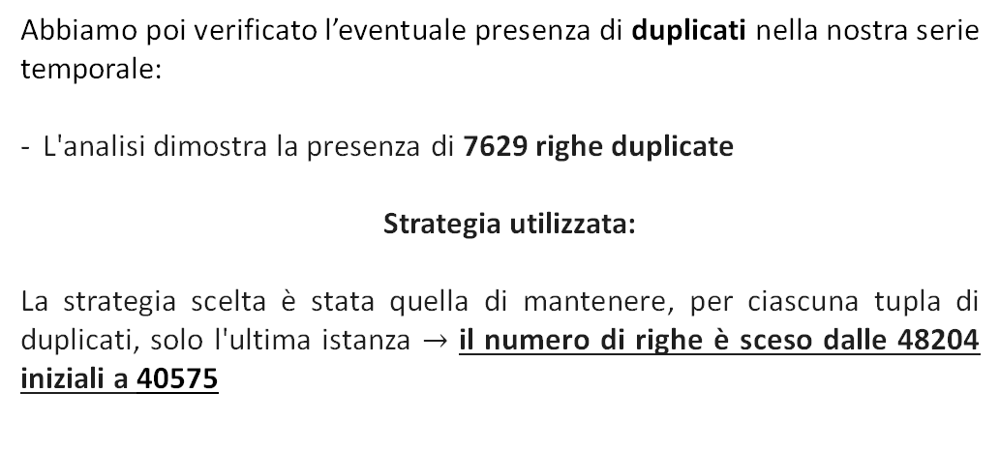 Abbiamo poi verificato l’eventuale presenza di duplicati nella nostra serie
temporale:
- L'analisi dimostra la presenza di 7629 righe duplicate
Strategia utilizzata:
La strategia scelta è stata quella di mantenere, per ciascuna tupla di
duplicati, solo l'ultima istanza → il numero di righe è sceso dalle 48204
iniziali a 40575